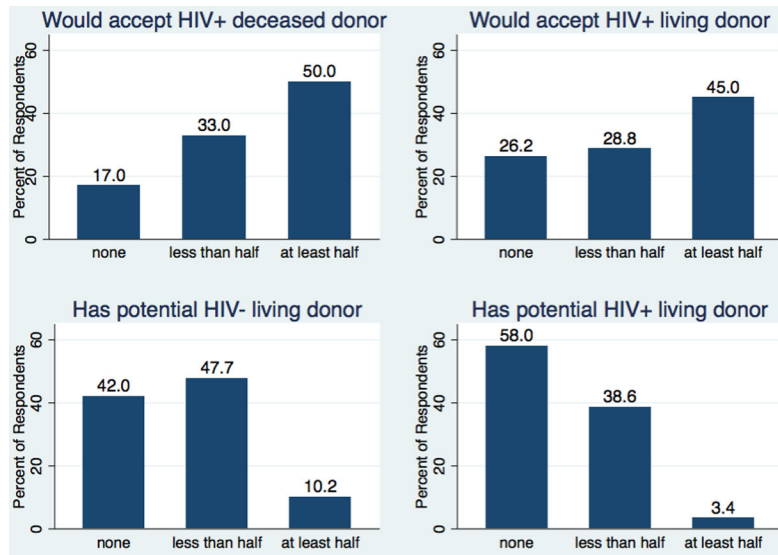 Would accept HIV+ deceased donor
Percent of Respondents
0
20
40
60
17.0
33.0
50.0
none
less than half
at least half
Would accept HIV+ living donor
Percent of Respondents
0
20
40
60
26.2
28.8
45.0
none
less than half
at least half
Has potential HIV- living donor
Percent of Respondents
0
20
40
60
42.0
47.7
10.2
none
less than half
at least half
Has potential HIV+ living donor
Percent of Respondents
0
20
40
60
58.0
38.6
3.4
none
less than half
at least half